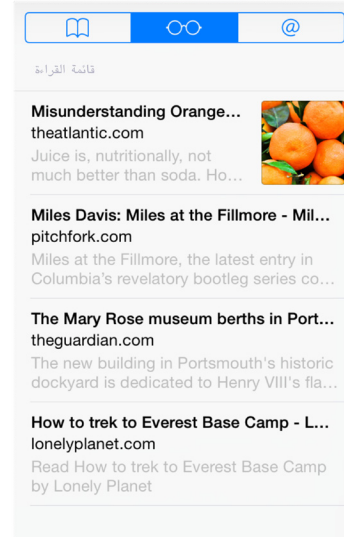 @
قائمة القراءة
Misunderstanding Orange...
theatlantic.com
Juice is, nutritionally, not
much better than soda. Ho...
Miles Davis: Miles at the Fillmore - Mil...
pitchfork.com
Miles at the Fillmore, the latest entry in
Columbia's revelatory bootleg series co...
The Mary Rose museum berths in Port...
theguardian.com
The new building in Portsmouth's historic
dockyard is dedicated to Henry VIII's fla...
How to trek to Everest Base Camp - L...
lonelyplanet.com
Read How to trek to Everest Base Camp
by Lonely Planet